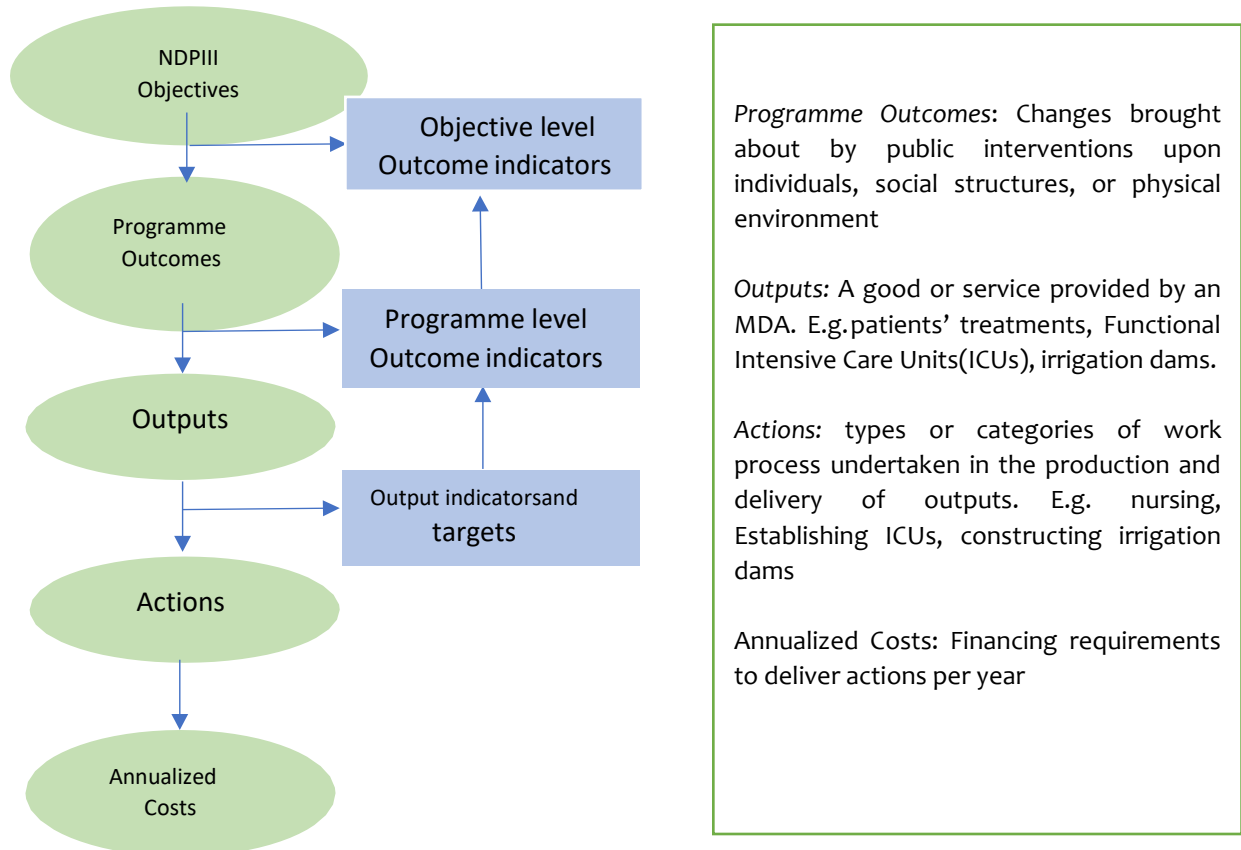 NDPIII
Objectives
Objective level
Outcome indicators
Programme
Outcomes
Programme level
Outcome indicators
Outputs
Output indicatorsand
targets
Actions
Annualized
Costs
Programme Outcomes: Changes brought
about by public interventions upon
individuals, social structures, or physical
environment
Outputs: A good or service provided by an
MDA. E.g.patients’ treatments, Functional
Intensive Care Units(ICUs), irrigation dams.
Actions: types or categories of work
process undertaken in the production and
delivery of outputs. E.g. nursing,
Establishing ICUs, constructing irrigation
dams
Annualized Costs: Financing requirements
to deliver actions per year